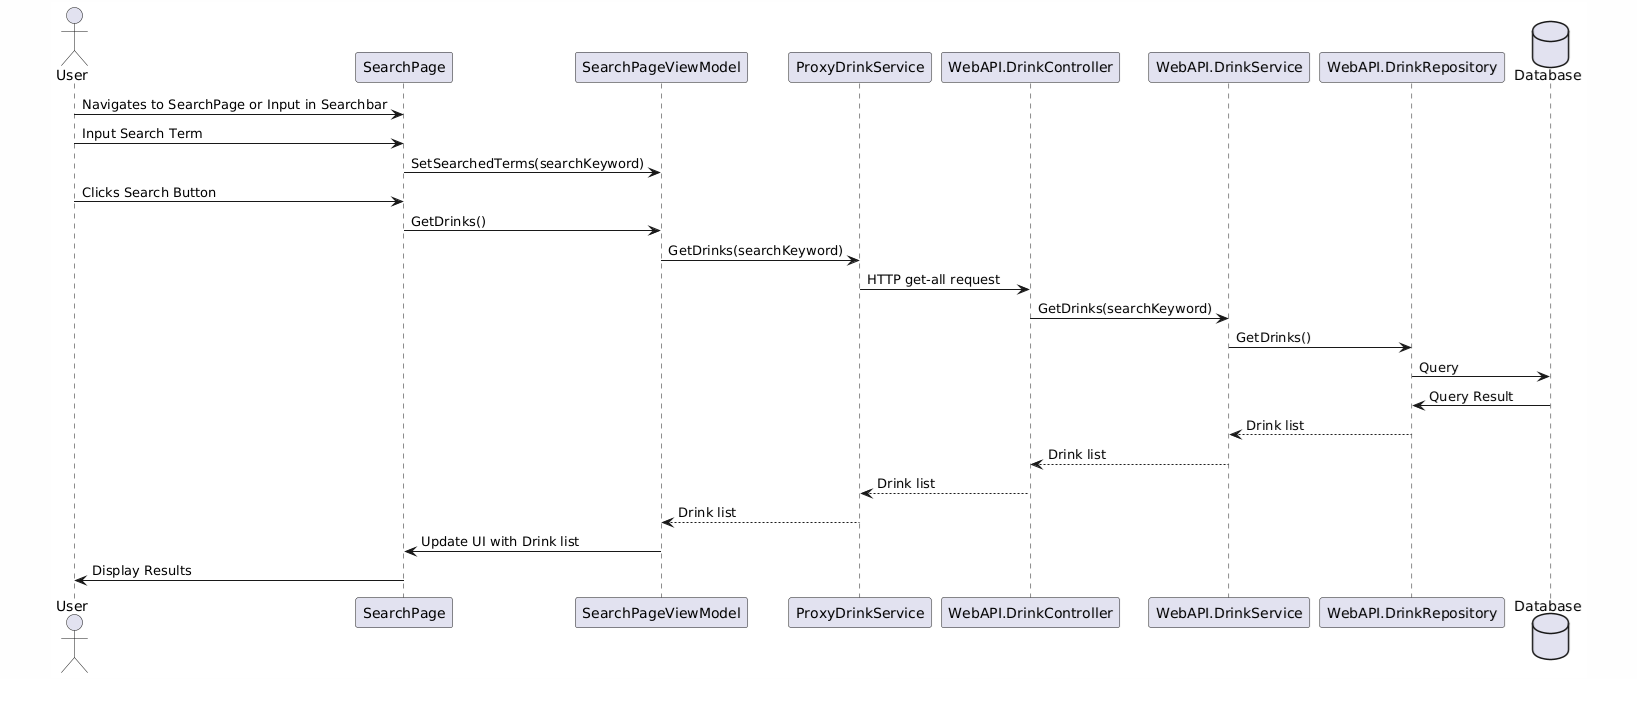 User
SearchPage
SearchPageViewModel
ProxyDrinkService
WebAPI.DrinkController
WebAPI.DrinkService
WebAPI.DrinkRepository
Database
Navigates to SearchPage or Input in Searchbar
Input Search Term
SetSearchedTerms(searchKeyword)
Clicks Search Button
GetDrinks()
GetDrinks(searchKeyword)
HTTP get-all request
GetDrinks(searchKeyword)
GetDrinks()
Query
Query Result
Drink list
Drink list
Drink list
Drink list
Update UI with Drink list
Display Results
User
SearchPage
SearchPageViewModel
ProxyDrinkService
WebAPI.DrinkController
WebAPI.DrinkService
WebAPI.DrinkRepository
Database